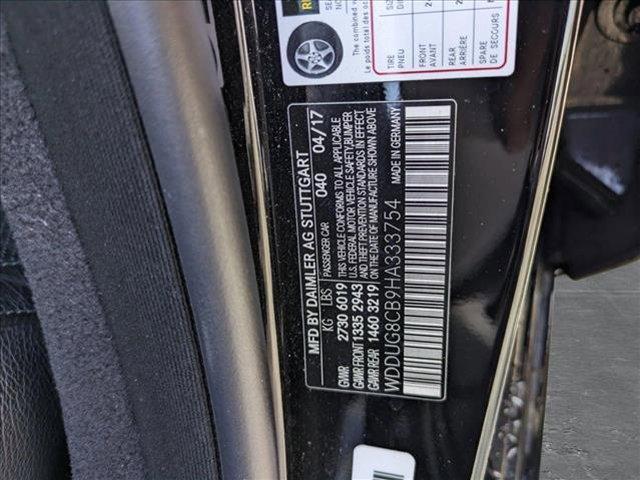 The combined
Le poids total des oc
TIRE
PNEU
FRONT
AVANT
REAR
ARRIÈRE
SPARE
DE SECOURS
MFD BY DAIMLER AG STUTTGART
PASSENGER CAR 040 04/17
KG LBS
GVWR 2730 6019
GAWR FRONT 1335 2943
GAWR REAR 1460 3219
THIS VEHICLE CONFORMS TO ALL APPLICABLE
U.S. FEDERAL MOTOR VEHICLE SAFETY, BUMPER
AND THEFT PREVENTION STANDARDS IN EFFECT
ON THE DATE OF MANUFACTURE SHOWN ABOVE
WDDUG8CB9HA333754
MADE IN GERMANY